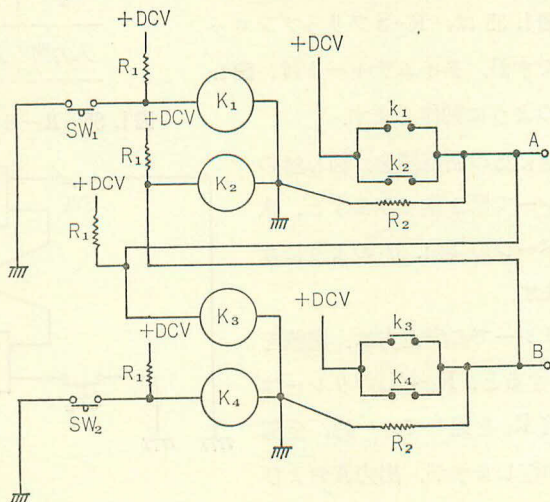 +DCV
+DCV
R₁
K₁
k₁
A
SW₁
+DCV
R₁
k₂
K₂
+DCV
R₁
R₂
+DCV
K₃
k₃
+DCV
B
R₁
k₄
K₄
SW₂
R₂